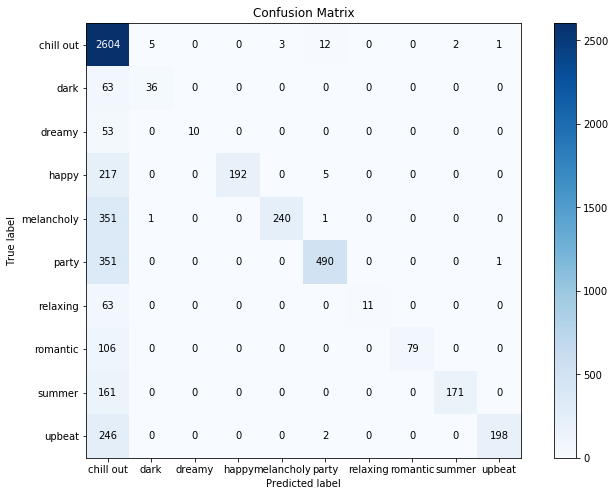 Confusion Matrix
chill out 2604 5 0 0 3 12 0 0 2 1
dark 63 36 0 0 0 0 0 0 0 0
dreamy 53 0 10 0 0 0 0 0 0 0
happy 217 0 0 192 0 5 0 0 0 0
melancholy 351 1 0 0 240 1 0 0 0 0
party 351 0 0 0 0 490 0 0 0 1
relaxing 63 0 0 0 0 0 11 0 0 0
romantic 106 0 0 0 0 0 0 79 0 0
summer 161 0 0 0 0 0 0 0 171 0
upbeat 246 0 0 0 0 2 0 0 0 198
chill out dark dreamy happy melancholy party relaxing romantic summer upbeat
Predicted label
True label
2500
2000
1500
1000
500
0